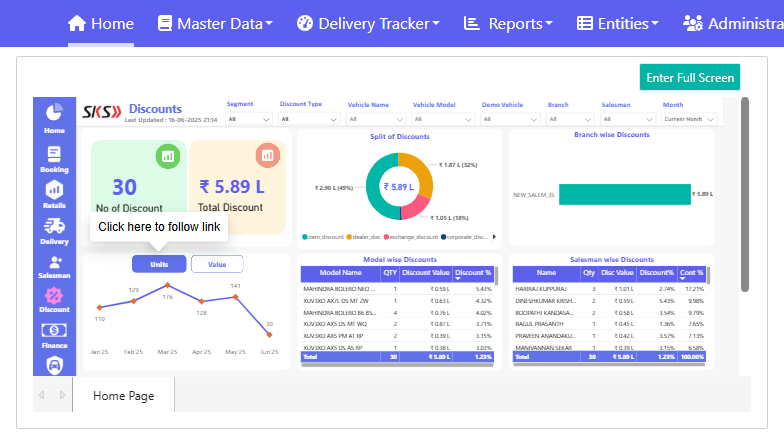 Home Master Data Delivery Tracker Reports Entities Administra
Enter Full Screen
SKS Discounts
Last Updated : 16-06-2025 21:14
Segment Discount Type Vehicle Name Vehicle Model Demo Vehicle Branch Salesman Month
All All All All All All All Current Month
Home
Booking
Retails
Delivery
Salesman
Discount
Finance
30
No of Discount
₹ 5.89 L
Total Discount
Click here to follow link
Split of Discounts
₹ 1.87 L (32%)
₹ 2.90 L (49%)
₹ 5.89 L
₹ 1.05 L (18%)
oem_discount dealer_disc exchange_discount corporate_disc...
Branch wise Discounts
NEW_SALEM_3S ₹ 5.89 L
Units Value
110 129 176 128 141 30
Jan'25 Feb'25 Mar'25 Apr'25 May'25 Jun'25
Model wise Discounts
Model Name QTY Discount Value Discount %
MAHINDRA BOLERO NEO ... 1 ₹ 0.59 L 5.43%
XUV3XO AX7L DS MT ZW 1 ₹ 0.63 L 4.32%
MAHINDRA BOLERO B6 BS... 4 ₹ 0.76 L 4.02%
XUV3XO AX5 DS MT WQ 2 ₹ 0.87 L 3.71%
XUV3XO AX5 PM AT RP 2 ₹ 0.39 L 3.15%
XUV3XO AX5 DS AS RP 1 ₹ 0.38 L 3.03%
Total 30 ₹ 5.89 L 1.25%
Salesman wise Discounts
Name Qty Disc Value Discount% Cont %
HARIRAJ KUPPURAJ 3 ₹ 1.01 L 2.74% 17.21%
DINESHKUMAR KRISH... 2 ₹ 0.59 L 5.43% 9.98%
BOOPATHI KANDASA... 2 ₹ 0.58 L 3.54% 9.79%
RAGUL PRASANTH 1 ₹ 0.45 L 1.36% 7.65%
PRAVEEN ANANDAKU... 1 ₹ 0.42 L 3.57% 7.13%
MANIVANNAN SEKAR 1 ₹ 0.39 L 3.15% 6.58%
Total 30 ₹ 5.89 L 1.23% 100.00%
Home Page